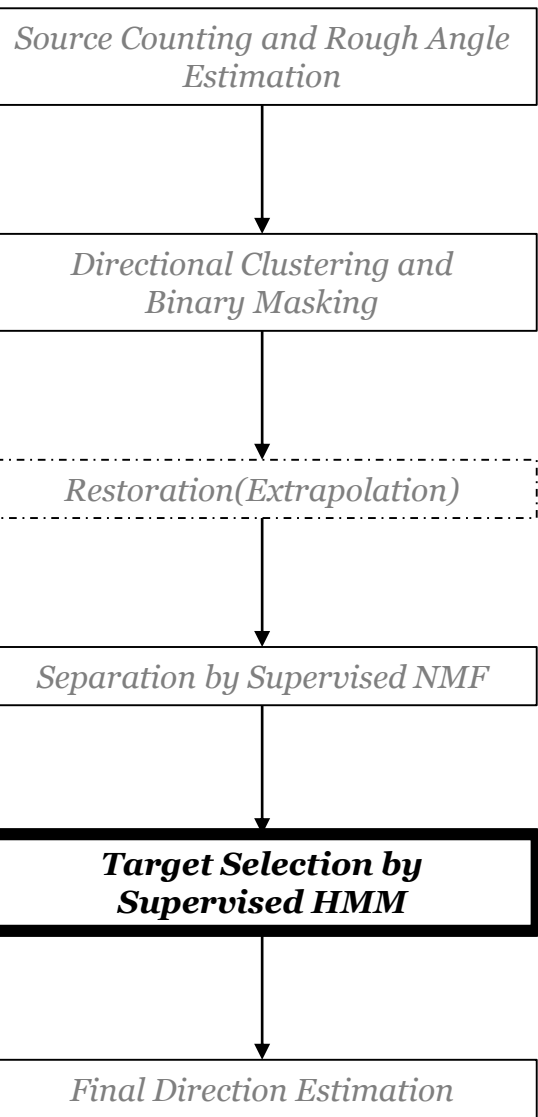 Source Counting and Rough Angle
Estimation
Directional Clustering and
Binary Masking
Restoration(Extrapolation)
Separation by Supervised NMF
Target Selection by
Supervised HMM
Final Direction Estimation